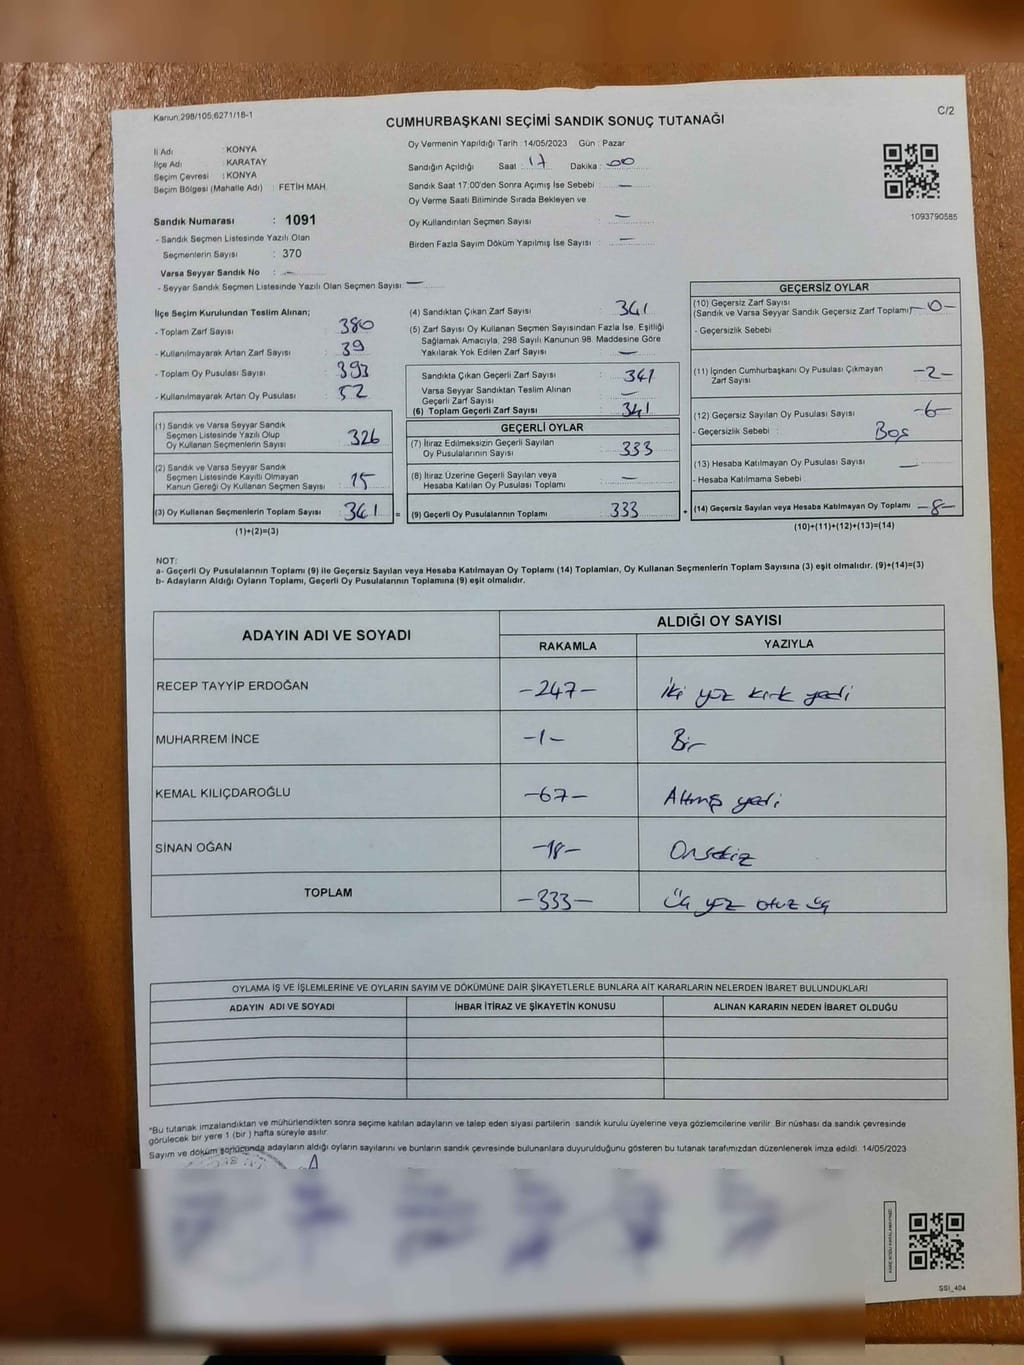 Kanun,298/105,6271/18-1
C/2
CUMHURBAŞKANI SEÇİMİ SANDIK SONUÇ TUTANAĞI
İl Adı : KONYA
İlçe Adı : KARATAY
Seçim Çevresi : KONYA
Seçim Bölgesi (Mahalle Adı) : FETİH MAH
Sandık Numarası : 1091
- Sandık Seçmen Listesinde Yazılı Olan
Seçmenlerin Sayısı : 370
Varsa Seyyar Sandık No : —
- Seyyar Sandık Seçmen Listesinde Yazılı Olan Seçmen Sayısı: —
Oy Vermenin Yapıldığı Tarih : 14/05/2023 Gün : Pazar
Sandığın Açıldığı Saat : 17 Dakika : 00
Sandık Saat 17:00'den Sonra Açımış İse Sebebi : —
Oy Verme Saati Bitiminde Sırada Bekleyen ve
Oy Kullandırılan Seçmen Sayısı : —
Birden Fazla Sayım Döküm Yapılmış İse Sayısı : —
1093790585
İlçe Seçim Kurulundan Teslim Alınan;
- Toplam Zarf Sayısı : 380
- Kullanılmayarak Artan Zarf Sayısı : 39
- Toplam Oy Pusulası Sayısı : 393
- Kullanılmayarak Artan Oy Pusulası : 52
(1) Sandık ve Varsa Seyyar Sandık
Seçmen Listesinde Yazılı Olup
Oy Kullanan Seçmenlerin Sayısı : 326
(2) Sandık ve Varsa Seyyar Sandık
Seçmen Listesinde Kayıtlı Olmayan
Kanun Gereği Oy Kullanan Seçmen Sayısı : 15
(3) Oy Kullanan Seçmenlerin Toplam Sayısı : 341 =
(1)+(2)=(3)
(4) Sandıktan Çıkan Zarf Sayısı : 341
(5) Zarf Sayısı Oy Kullanan Seçmen Sayısından Fazla İse, Eşitliği
Sağlamak Amacıyla, 298 Sayılı Kanunun 98. Maddesine Göre
Yakılarak Yok Edilen Zarf Sayısı : —
Sandıkta Çıkan Geçerli Zarf Sayısı : 341
Varsa Seyyar Sandıktan Teslim Alınan
Geçerli Zarf Sayısı : —
(6) Toplam Geçerli Zarf Sayısı : 341
GEÇERLİ OYLAR
(7) İtiraz Edilmeksizin Geçerli Sayılan
Oy Pusulalarının Sayısı : 333
(8) İtiraz Üzerine Geçerli Sayılan veya
Hesaba Katılan Oy Pusulası Toplamı : —
(9) Geçerli Oy Pusulalarının Toplamı : 333 +
GEÇERSİZ OYLAR
(10) Geçersiz Zarf Sayısı
(Sandık ve Varsa Seyyar Sandık Geçersiz Zarf Toplamı) —0—
- Geçersizlik Sebebi
(11) İçinden Cumhurbaşkanı Oy Pusulası Çıkmayan
Zarf Sayısı —2—
(12) Geçersiz Sayılan Oy Pusulası Sayısı —6—
- Geçersizlik Sebebi : Boş
(13) Hesaba Katılmayan Oy Pusulası Sayısı : —
- Hesaba Katılmama Sebebi
(14) Geçersiz Sayılan veya Hesaba Katılmayan Oy Toplamı —8—
(10)+(11)+(12)+(13)=(14)
NOT:
a- Geçerli Oy Pusulalarının Toplamı (9) ile Geçersiz Sayılan veya Hesaba Katılmayan Oy Toplamı (14) Toplamları, Oy Kullanan Seçmenlerin Toplam Sayısına (3) eşit olmalıdır. (9)+(14)=(3)
b- Adayların Aldığı Oyların Toplamı, Geçerli Oy Pusulalarının Toplamına (9) eşit olmalıdır.
ADAYIN ADI VE SOYADI
ALDIĞI OY SAYISI
RAKAMLA YAZIYLA
RECEP TAYYİP ERDOĞAN —247— İki yüz kırk yedi
MUHARREM İNCE —1— Bir
KEMAL KILIÇDAROĞLU —67— Altmış yedi
SİNAN OĞAN —18— Onsekiz
TOPLAM —333— Üç yüz otuz üç
OYLAMA İŞ VE İŞLEMLERİNE VE OYLARIN SAYIM VE DÖKÜMÜNE DAİR ŞİKAYETLERLE BUNLARA AİT KARARLARIN NELERDEN İBARET BULUNDUKLARI
ADAYIN ADI VE SOYADI İHBAR İTİRAZ VE ŞİKAYETİN KONUSU ALINAN KARARIN NEDEN İBARET OLDUĞU
*Bu tutanak imzalandıktan ve mühürlendikten sonra seçime katılan adayların ve talep eden siyasi partilerin sandık kurulu üyelerine veya gözlemcilerine verilir. Bir nüshası da sandık çevresinde
görülecek bir yere 1 (bir ) hafta süreyle asılır.
Sayım ve döküm sonucunda adayların aldığı oyların sayılarını ve bunların sandık çevresinde bulunanlara duyurulduğunu gösteren bu tutanak tarafımızdan düzenlenerek imza edildi. 14/05/2023
SSİ_404